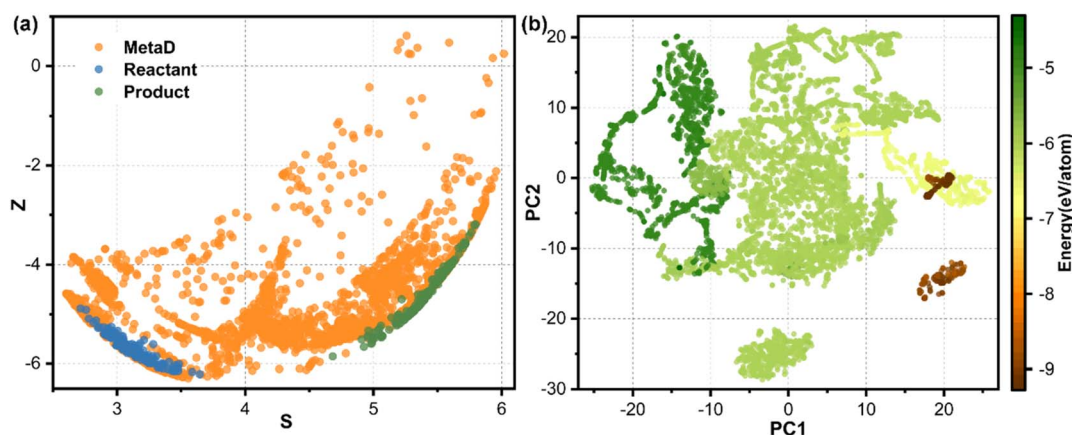 (a)
MetaD
Reactant
Product
Z
0
-2
-4
-6
3 4 5 6
S
(b)
PC2
20
10
0
-10
-20
-30
-20 -10 0 10 20
PC1
-5
-6
-7
-8
-9
Energy(eV/atom)